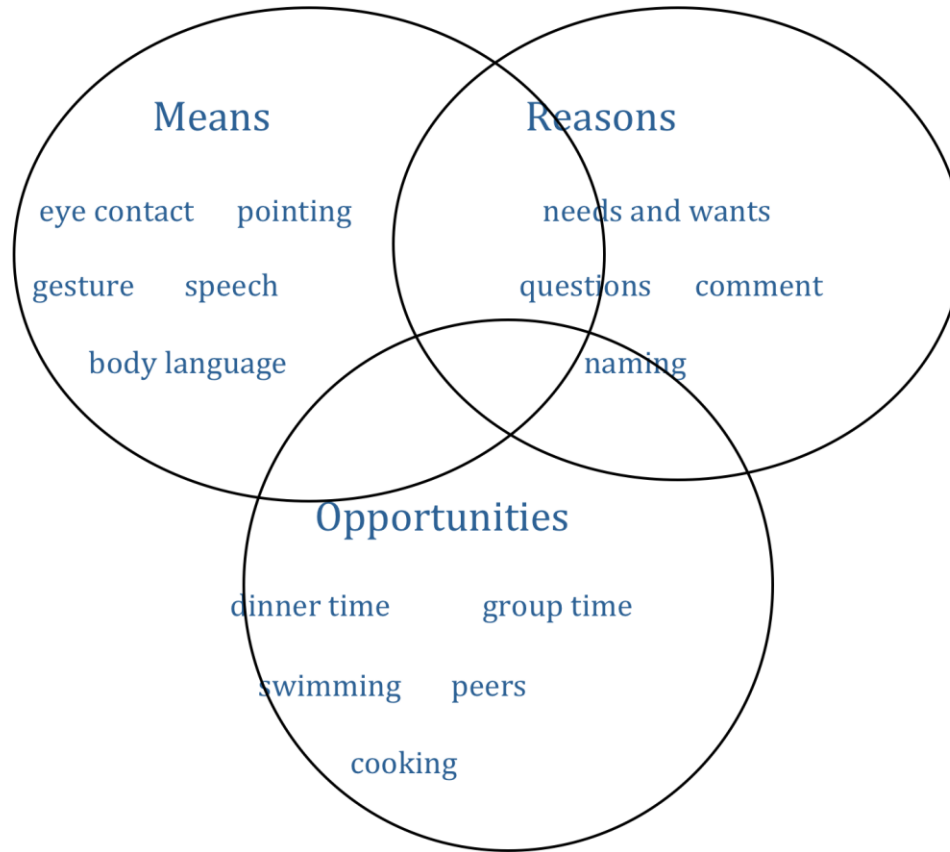 Means
eye contact pointing
gesture speech
body language
Reasons
needs and wants
questions comment
naming
Opportunities
dinner time group time
swimming peers
cooking